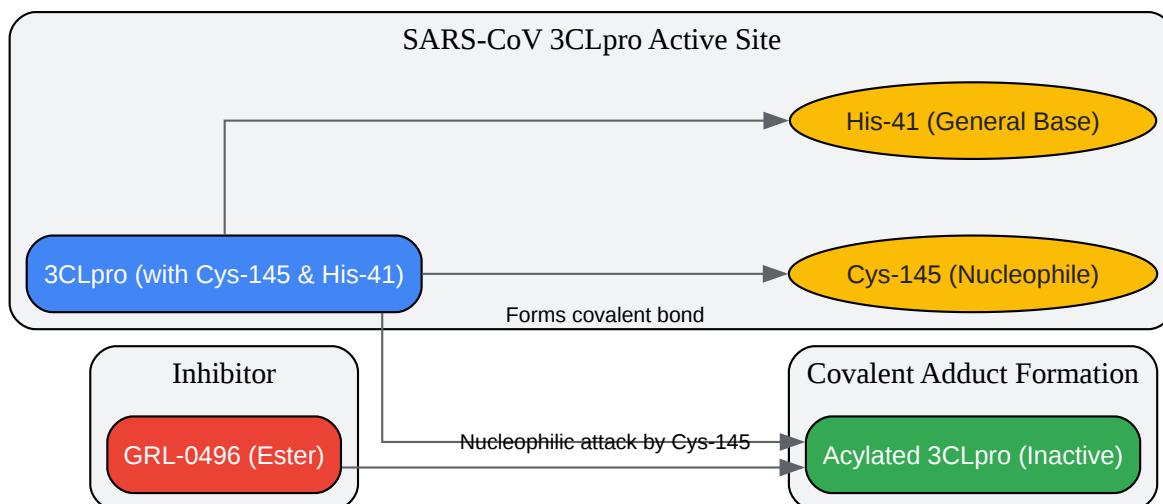 SARS-CoV 3CLpro Active Site
His-41 (General Base)
3CLpro (with Cys-145 & His-41)
Cys-145 (Nucleophile)
Forms covalent bond
Inhibitor
Covalent Adduct Formation
GRL-0496 (Ester)
Nucleophilic attack by Cys-145
Acylated 3CLpro (Inactive)